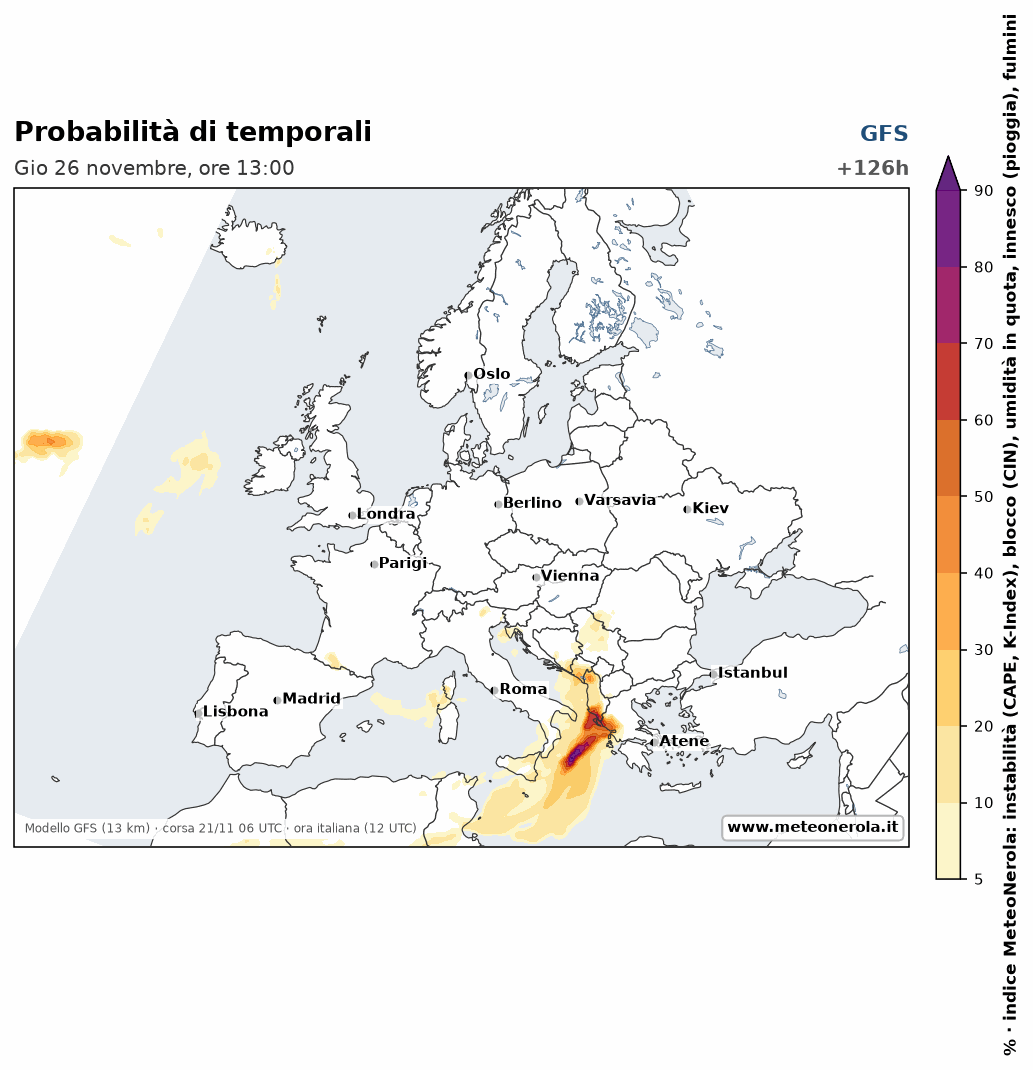 Probabilità di temporali
GFS
Gio 26 novembre, ore 13:00
+126h
% · indice MeteoNerola: instabilità (CAPE, K-Index), blocco (CIN), umidità in quota, innesco (pioggia), fulmini
90
80
70
60
50
40
30
20
10
5
Oslo
Berlino
Varsavia
Kiev
Londra
Parigi
Vienna
Istanbul
Roma
Madrid
Lisbona
Atene
Modello GFS (13 km) · corsa 21/11 06 UTC · ora italiana (12 UTC)
www.meteonerola.it